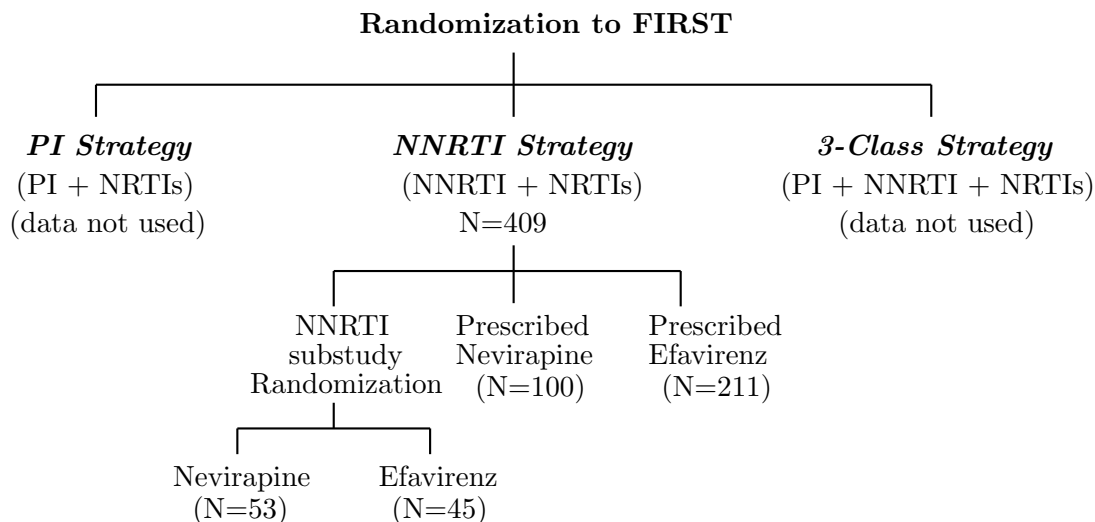 Randomization to FIRST
PI Strategy
(PI + NRTIs)
(data not used)
NNRTI Strategy
(NNRTI + NRTIs)
N=409
3-Class Strategy
(PI + NNRTI + NRTIs)
(data not used)
NNRTI
substudy
Randomization
Prescribed
Nevirapine
(N=100)
Prescribed
Efavirenz
(N=211)
Nevirapine
(N=53)
Efavirenz
(N=45)